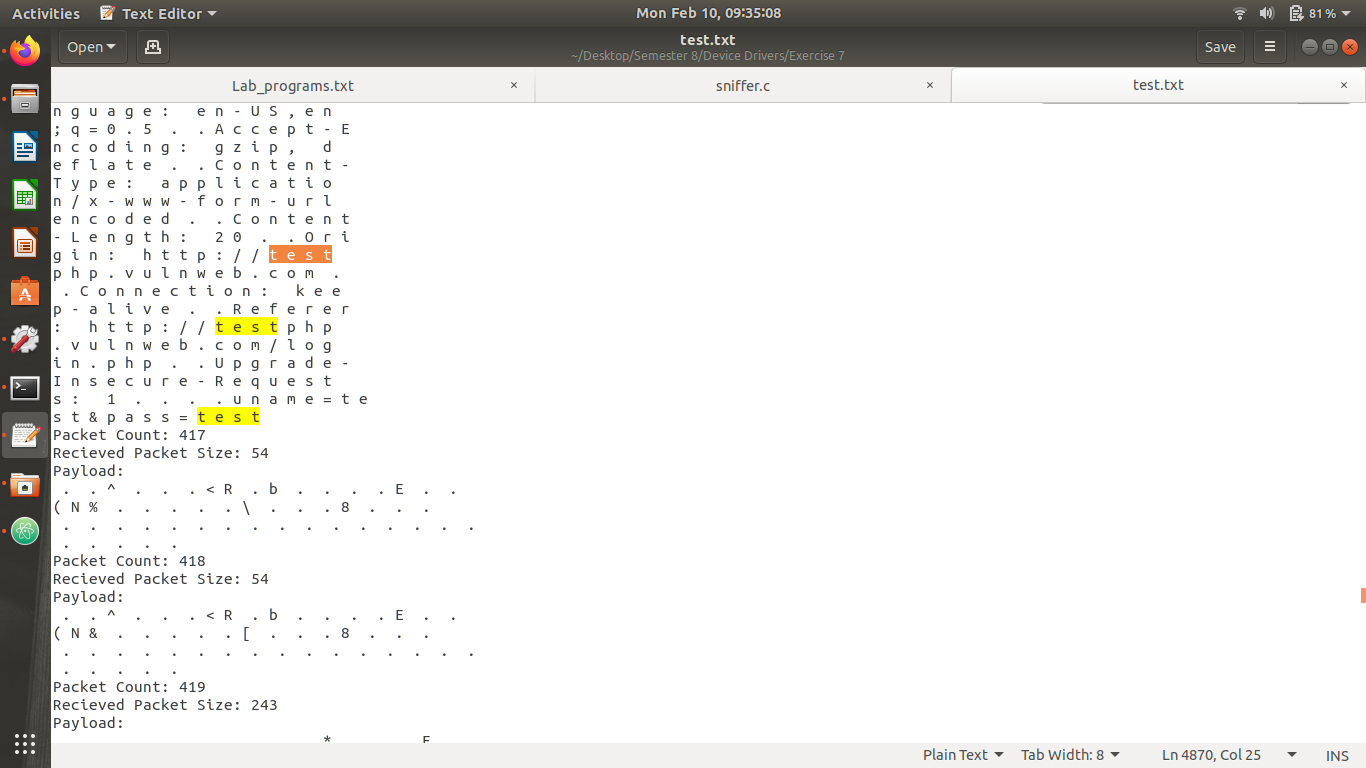 Activities Text Editor Mon Feb 10, 09:35:08 81%
Open test.txt Save
~/Desktop/Semester 8/Device Drivers/Exercise 7
Lab_programs.txt × sniffer.c × test.txt ×
n g u a g e : e n - U S , e n
; q = 0 . 5 . . A c c e p t - E
n c o d i n g : g z i p , d
e f l a t e . . C o n t e n t -
T y p e : a p p l i c a t i o
n / x - w w w - f o r m - u r l
e n c o d e d . . C o n t e n t
- L e n g t h : 2 0 . . O r i
g i n : h t t p : / / t e s t
p h p . v u l n w e b . c o m .
. C o n n e c t i o n : k e e
p - a l i v e . . R e f e r e r
: h t t p : / / t e s t p h p
. v u l n w e b . c o m / l o g
i n . p h p . . U p g r a d e -
I n s e c u r e - R e q u e s t
s : 1 . . . . u n a m e = t e
s t & p a s s = t e s t
Packet Count: 417
Recieved Packet Size: 54
Payload:
. . ^ . . . < R . b . . . . E . .
( N % . . . . . \ . . . 8 . . .
. . . . . . . . . . . . . . . .
. . . . .
Packet Count: 418
Recieved Packet Size: 54
Payload:
. . ^ . . . < R . b . . . . E . .
( N & . . . . . [ . . . 8 . . .
. . . . . . . . . . . . . . . .
. . . . .
Packet Count: 419
Recieved Packet Size: 243
Payload:
* E
Plain Text Tab Width: 8 Ln 4870, Col 25 INS